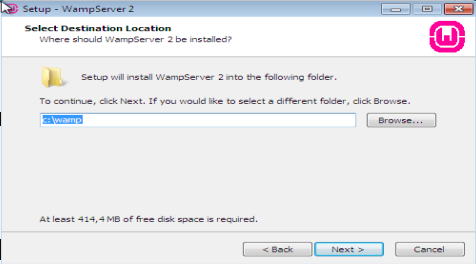 Setup - WampServer 2
Select Destination Location
Where should WampServer 2 be installed?
Setup will install WampServer 2 into the following folder.
To continue, click Next. If you would like to select a different folder, click Browse.
c:\wamp
Browse...
At least 414,4 MB of free disk space is required.
< Back
Next >
Cancel